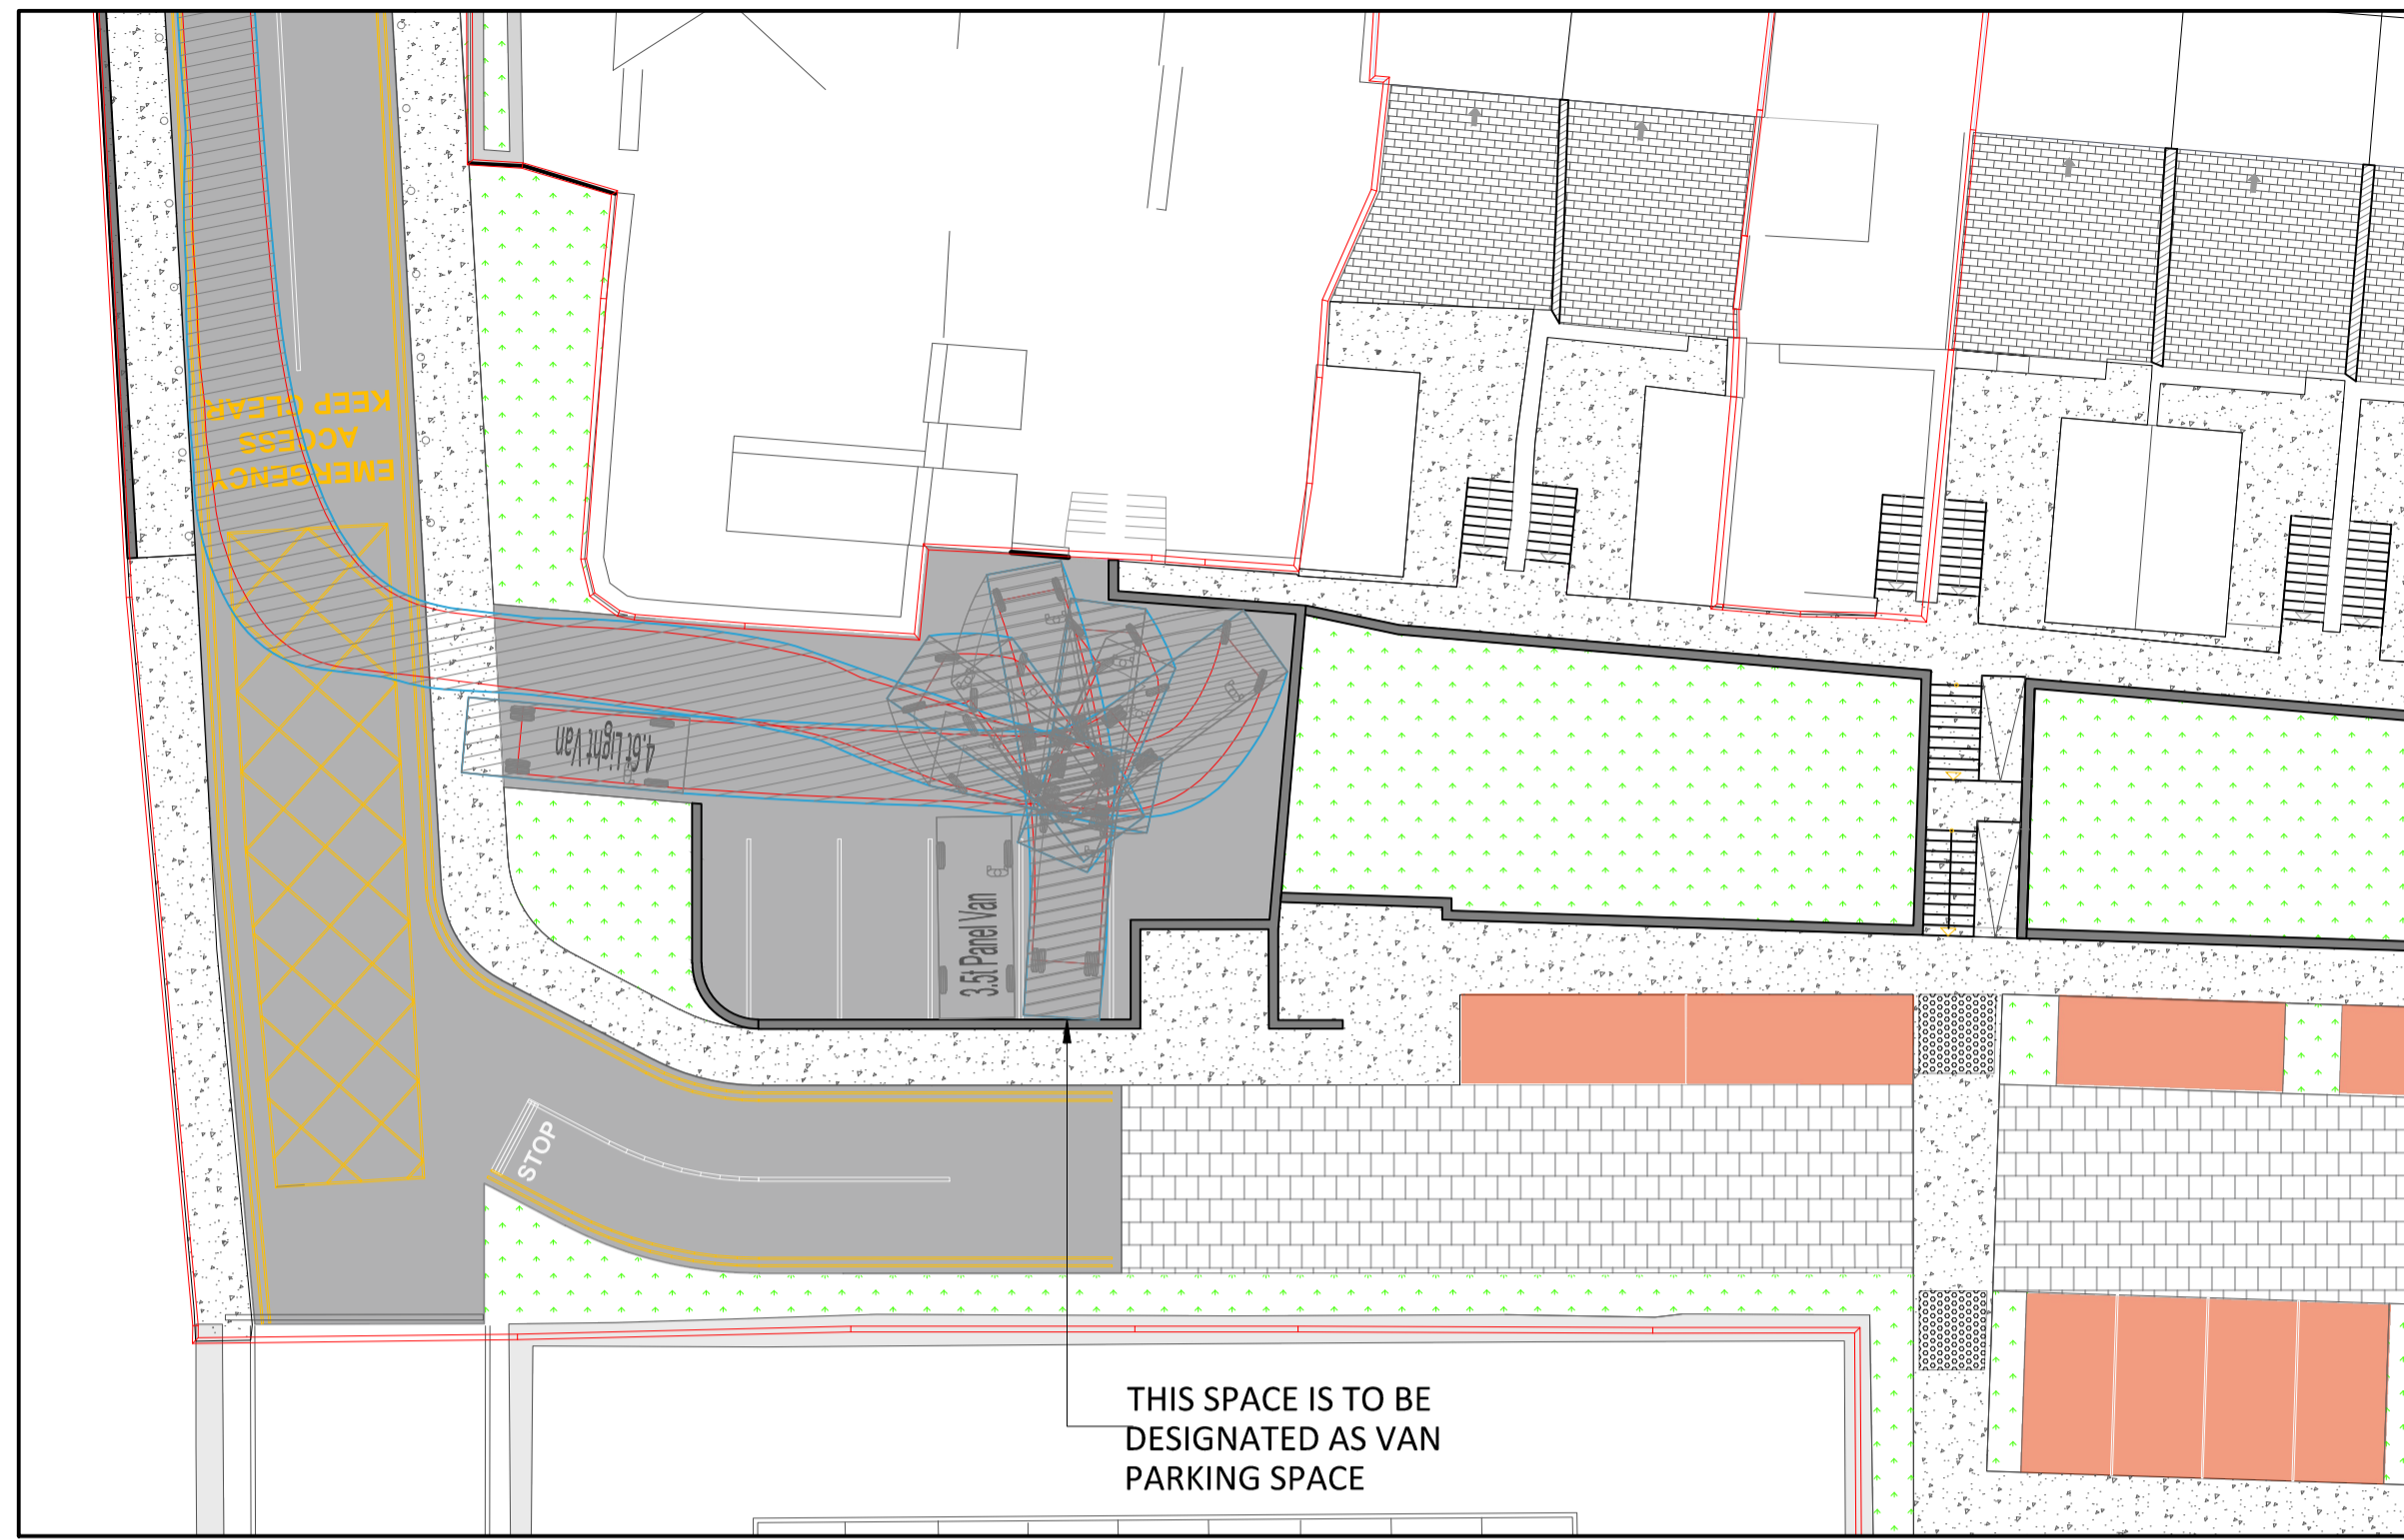 KEEP CLEAR
ACCESS
EMERGENCY
4.6t Light Van
3.5t Panel Van
STOP
THIS SPACE IS TO BE
DESIGNATED AS VAN
PARKING SPACE